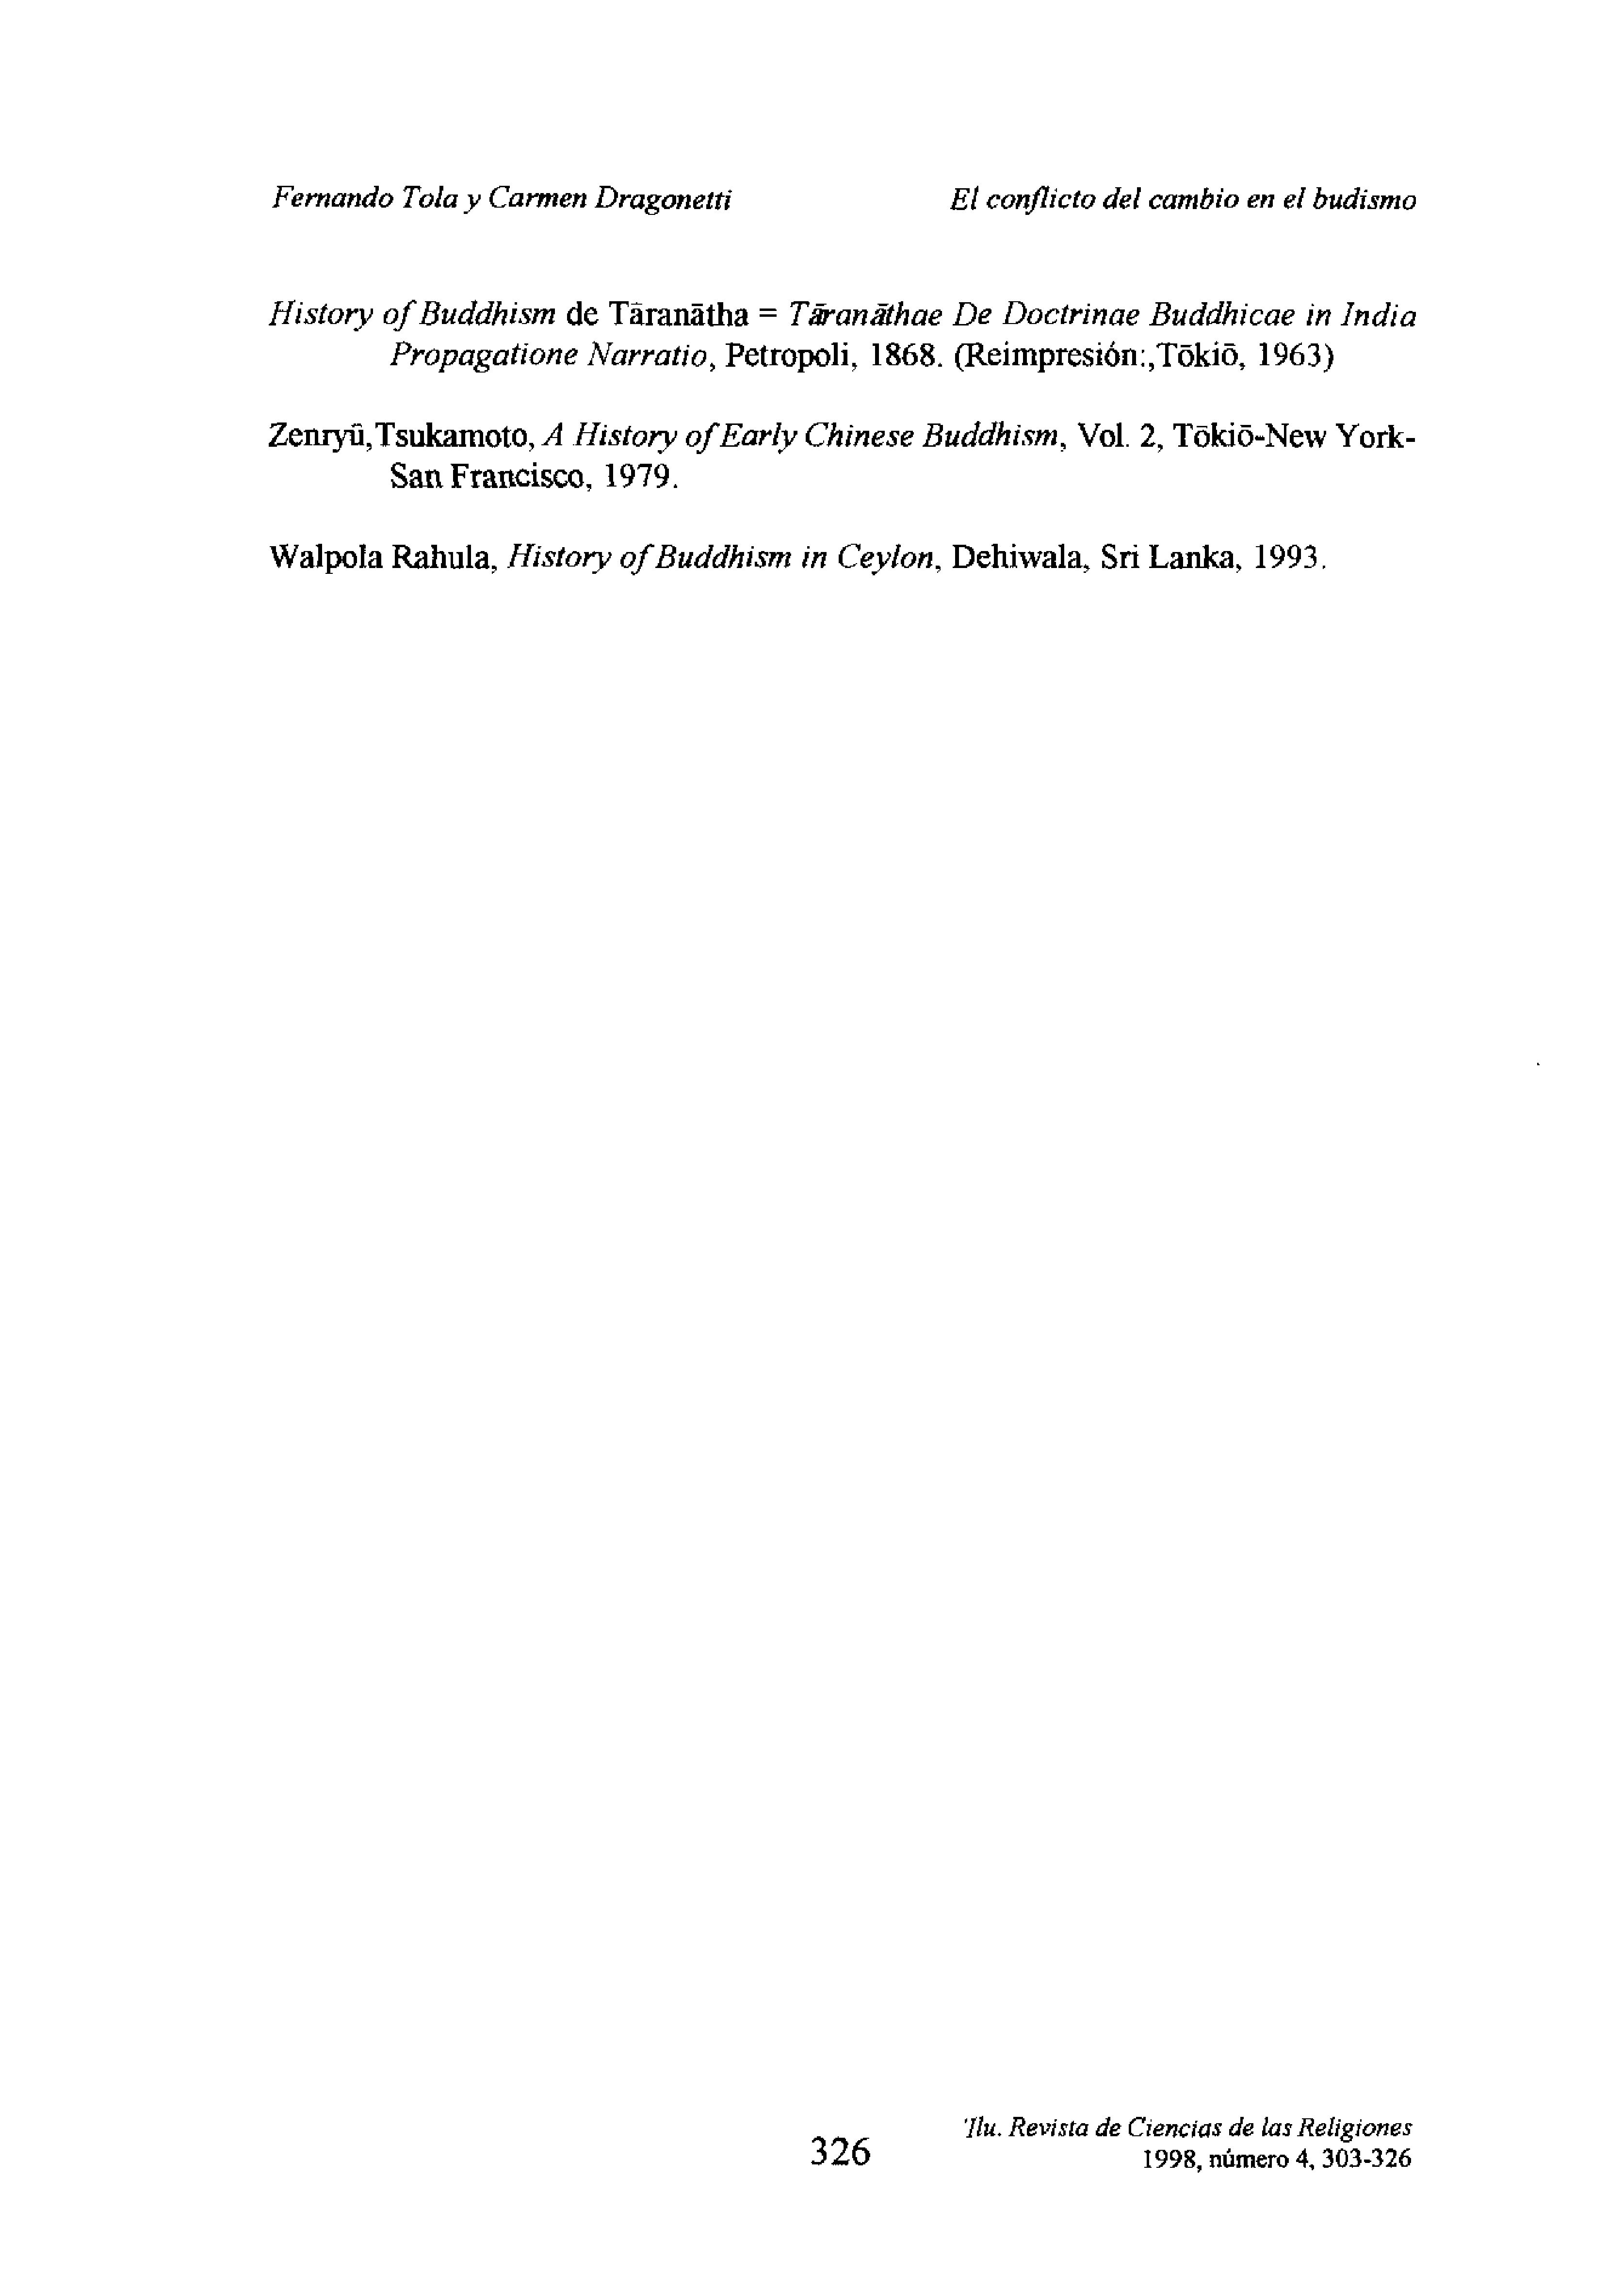 Fernando Tola y Carmen Dragonetti El conflicto del cambio en el budismo
History of Buddhism de Tāranātha = Tāranāthae De Doctrinae Buddhicae in India
Propagatione Narratio, Petropoli, 1868. (Reimpresión:,Tōkiō, 1963)
Zenryū,Tsukamoto, A History of Early Chinese Buddhism, Vol. 2, Tōkiō-New York-
San Francisco, 1979.
Walpola Rahula, History of Buddhism in Ceylon, Dehiwala, Sri Lanka, 1993.
'Ilu. Revista de Ciencias de las Religiones
326 1998, número 4, 303-326